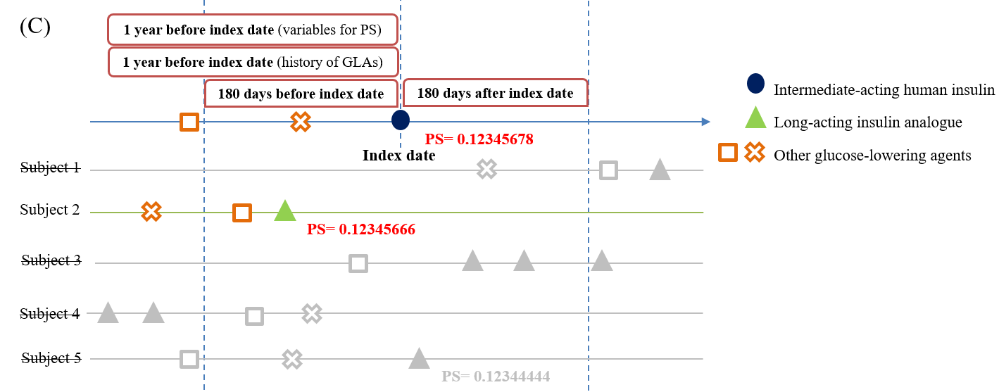 (C)
1 year before index date (variables for PS)
1 year before index date (history of GLAs)
180 days before index date
180 days after index date
Intermediate-acting human insulin
Long-acting insulin analogue
Other glucose-lowering agents
PS= 0.12345678
Index date
Subject 1
Subject 2
PS= 0.12345666
Subject 3
Subject 4
Subject 5
PS= 0.12344444